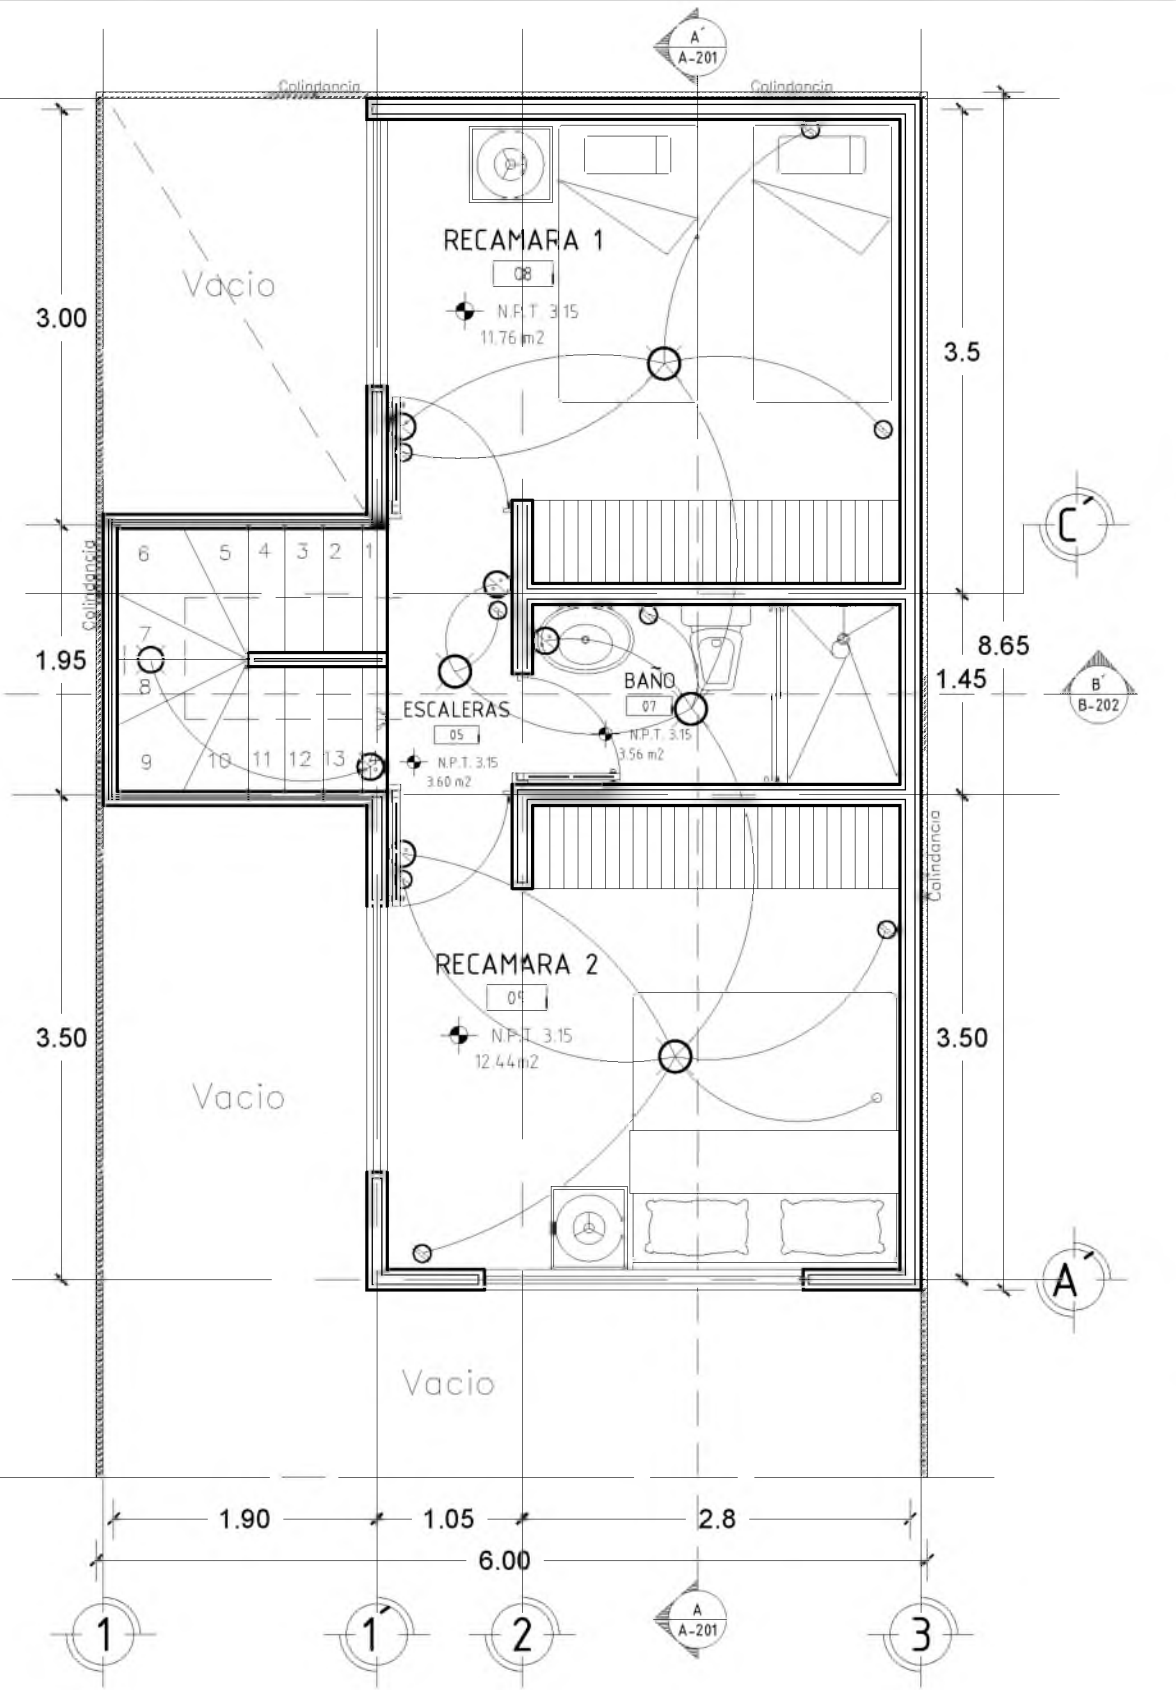 A´
A-201
Colindancia
Colindancia
RECAMARA 1
08
Vacio
N.P.T. 3.15
11.76 m2
3.00
3.5
C´
Colindancia
6
5
4
3
2
1
7
8
9
10
11
12
13
1.95
8.65
1.45
BAÑO
07
N.P.T. 3.15
3.56 m2
B´
B-202
ESCALERAS
05
N.P.T. 3.15
3.60 m2
Colindancia
RECAMARA 2
N.P.T. 3.15
12.44m2
3.50
3.50
Vacio
A´
Vacio
1.90
1.05
2.8
6.00
A
A-201
1
1´
2
3